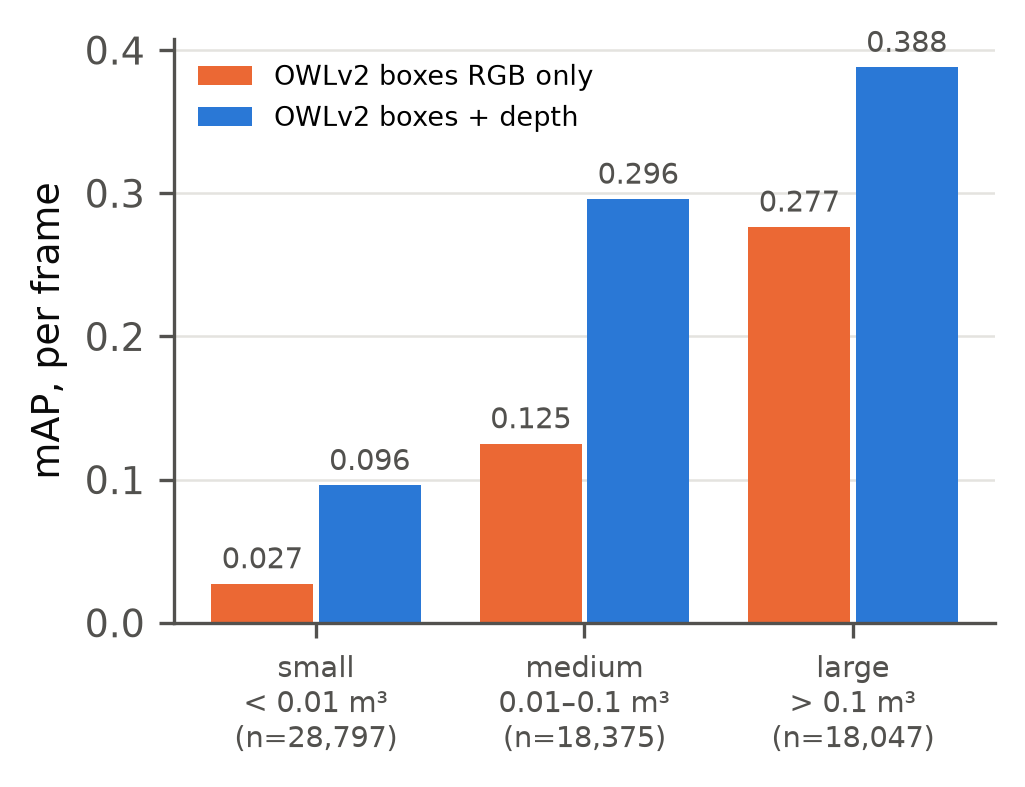 0.388
0.4
OWLv2 boxes RGB only
OWLv2 boxes + depth
0.296
0.3
0.277
0.2
0.125
0.096
0.1
0.027
0.0
mAP, per frame
small
< 0.01 m³
(n=28,797)
medium
0.01–0.1 m³
(n=18,375)
large
> 0.1 m³
(n=18,047)